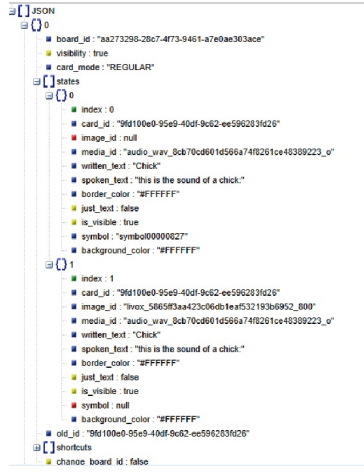 JSON
0
board_id : "aa273298-28c7-4f73-9461-a7e0ae303ace"
visibility : true
card_mode : "REGULAR"
states
0
index : 0
card_id : "9fd100e0-95e9-40df-9c62-ee596283fd26"
image_id : null
media_id : "audio_wav_8cb70cd601d566a74f8261ce48389223_o"
written_text : "Chick"
spoken_text : "this is the sound of a chick:"
border_color : "#FFFFFF"
just_text : false
is_visible : true
symbol : "symbol00000827"
background_color : "#FFFFFF"
1
index : 1
card_id : "9fd100e0-95e9-40df-9c62-ee596283fd26"
image_id : "livox_5865ff3aa423c06db1eaf532193b6952_800"
media_id : "audio_wav_8cb70cd601d566a74f8261ce48389223_o"
written_text : "Chick"
spoken_text : "this is the sound of a chick:"
border_color : "#FFFFFF"
just_text : false
is_visible : true
symbol : null
background_color : "#FFFFFF"
old_id : "9fd100e0-95e9-40df-9c62-ee596283fd26"
shortcuts
change_board_id : false